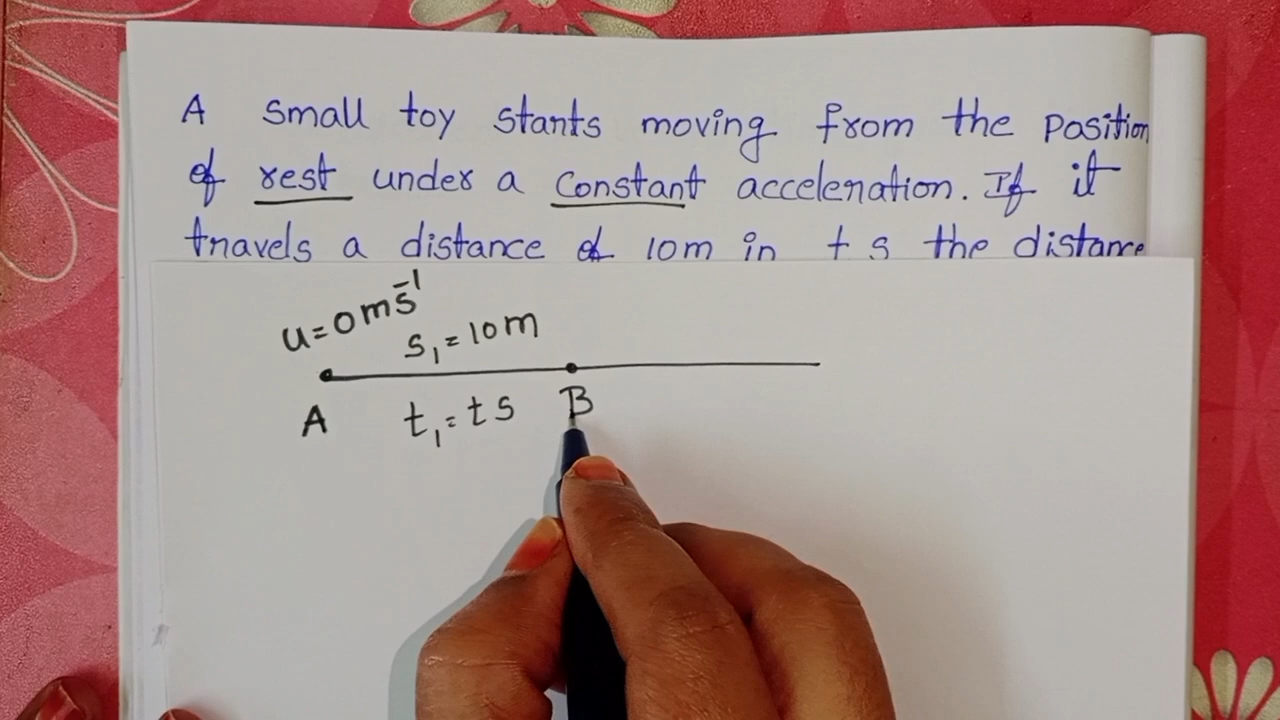 A small toy stants moving from the position
of rest under a constant acceleration. If it
travels a distance of 10m in t s the distance
u=0ms⁻¹
s₁=10m
A t₁=t s B